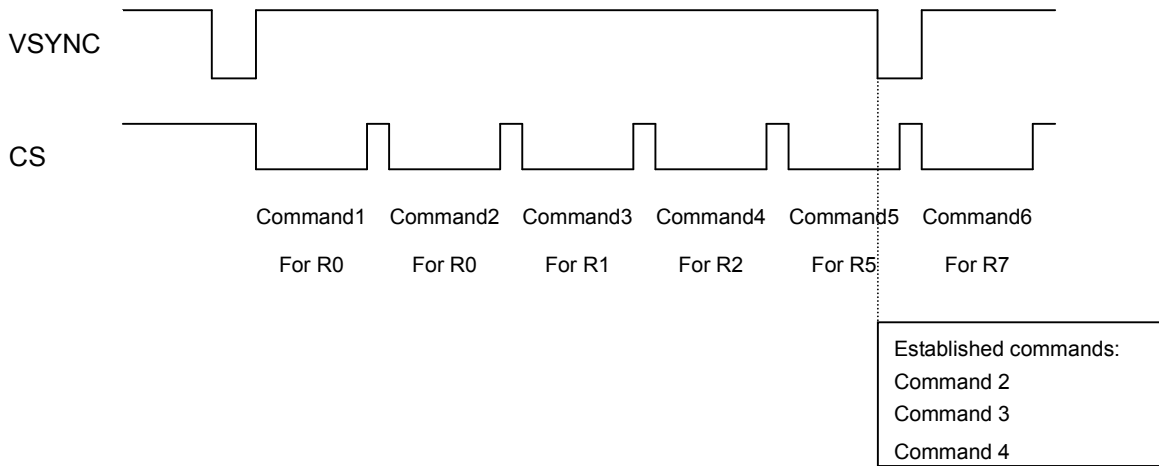 VSYNC
CS
Command1 Command2 Command3 Command4 Command5 Command6
For R0 For R0 For R1 For R2 For R5 For R7
Established commands:
Command 2
Command 3
Command 4